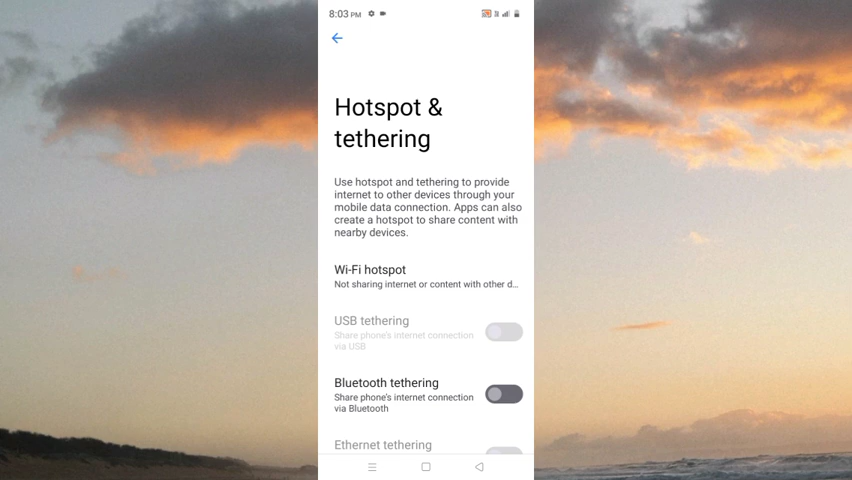 8:03 PM
Hotspot &
tethering
Use hotspot and tethering to provide
internet to other devices through your
mobile data connection. Apps can also
create a hotspot to share content with
nearby devices.
Wi-Fi hotspot
Not sharing internet or content with other d...
USB tethering
Share phone's internet connection
via USB
Bluetooth tethering
Share phone's internet connection
via Bluetooth
Ethernet tethering